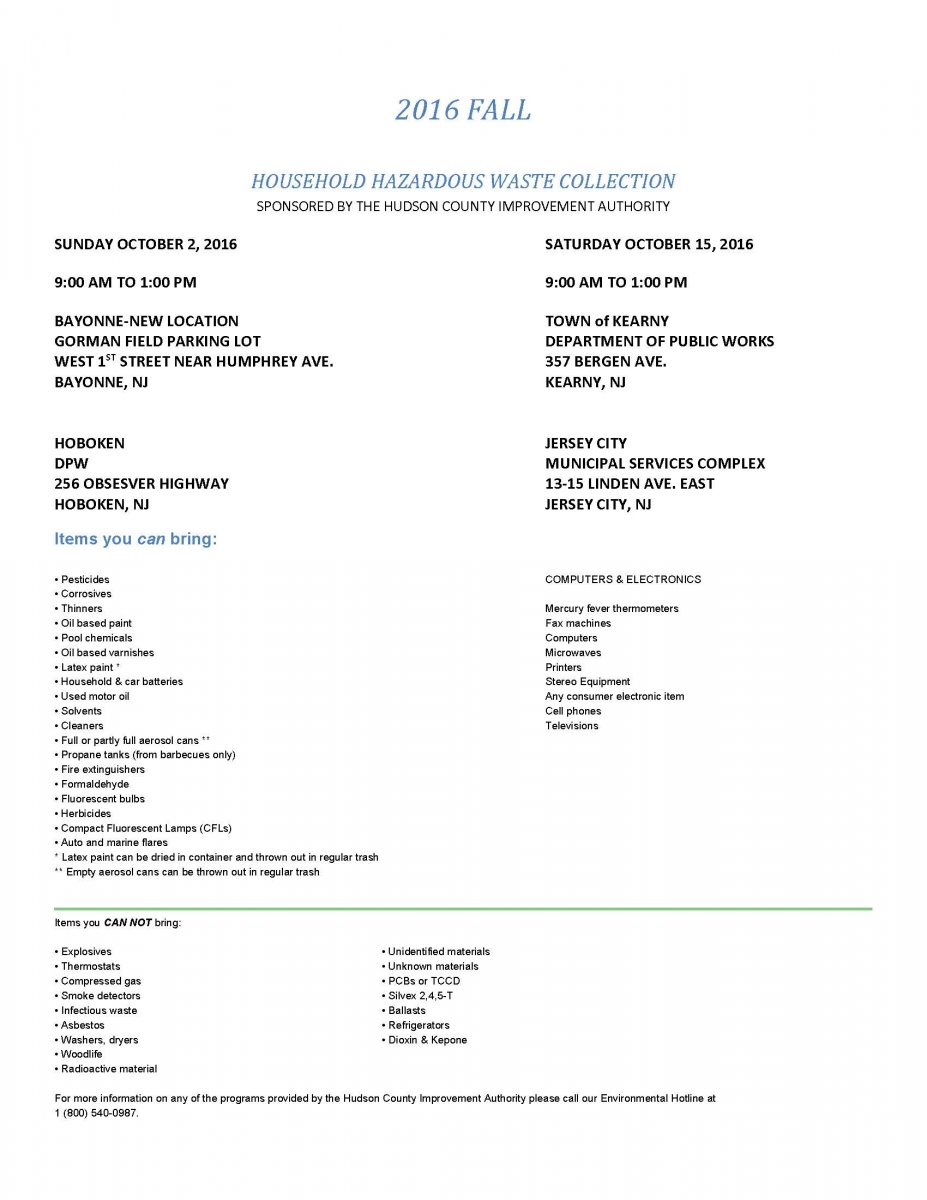 2016 FALL
HOUSEHOLD HAZARDOUS WASTE COLLECTION
SPONSORED BY THE HUDSON COUNTY IMPROVEMENT AUTHORITY
SUNDAY OCTOBER 2, 2016
9:00 AM TO 1:00 PM
BAYONNE-NEW LOCATION
GORMAN FIELD PARKING LOT
WEST 1ST STREET NEAR HUMPHREY AVE.
BAYONNE, NJ
HOBOKEN
DPW
256 OBSESVER HIGHWAY
HOBOKEN, NJ
SATURDAY OCTOBER 15, 2016
9:00 AM TO 1:00 PM
TOWN of KEARNY
DEPARTMENT OF PUBLIC WORKS
357 BERGEN AVE.
KEARNY, NJ
JERSEY CITY
MUNICIPAL SERVICES COMPLEX
13-15 LINDEN AVE. EAST
JERSEY CITY, NJ
Items you can bring:
• Pesticides
• Corrosives
• Thinners
• Oil based paint
• Pool chemicals
• Oil based varnishes
• Latex paint *
• Household & car batteries
• Used motor oil
• Solvents
• Cleaners
• Full or partly full aerosol cans **
• Propane tanks (from barbecues only)
• Fire extinguishers
• Formaldehyde
• Fluorescent bulbs
• Herbicides
• Compact Fluorescent Lamps (CFLs)
• Auto and marine flares
* Latex paint can be dried in container and thrown out in regular trash
** Empty aerosol cans can be thrown out in regular trash
COMPUTERS & ELECTRONICS
Mercury fever thermometers
Fax machines
Computers
Microwaves
Printers
Stereo Equipment
Any consumer electronic item
Cell phones
Televisions
Items you CAN NOT bring:
• Explosives
• Thermostats
• Compressed gas
• Smoke detectors
• Infectious waste
• Asbestos
• Washers, dryers
• Woodlife
• Radioactive material
• Unidentified materials
• Unknown materials
• PCBs or TCCD
• Silvex 2,4,5-T
• Ballasts
• Refrigerators
• Dioxin & Kepone
For more information on any of the programs provided by the Hudson County Improvement Authority please call our Environmental Hotline at
1 (800) 540-0987.